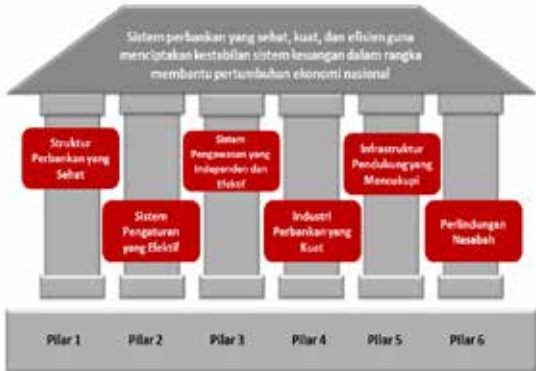 Sistem perbankan yang sehat, kuat, dan efisien guna
menciptakan kestabilan sistem keuangan dalam rangka
membantu pertumbuhan ekonomi nasional
Struktur
Perbankan yang
Sehat
Sistem
Pengaturan
yang Efektif
Sistem
Pengawasan yang
Independen dan
Efektif
Industri
Perbankan yang
Kuat
Infrastruktur
Pendukung yang
Mencukupi
Perlindungan
Nasabah
Pilar 1
Pilar 2
Pilar 3
Pilar 4
Pilar 5
Pilar 6